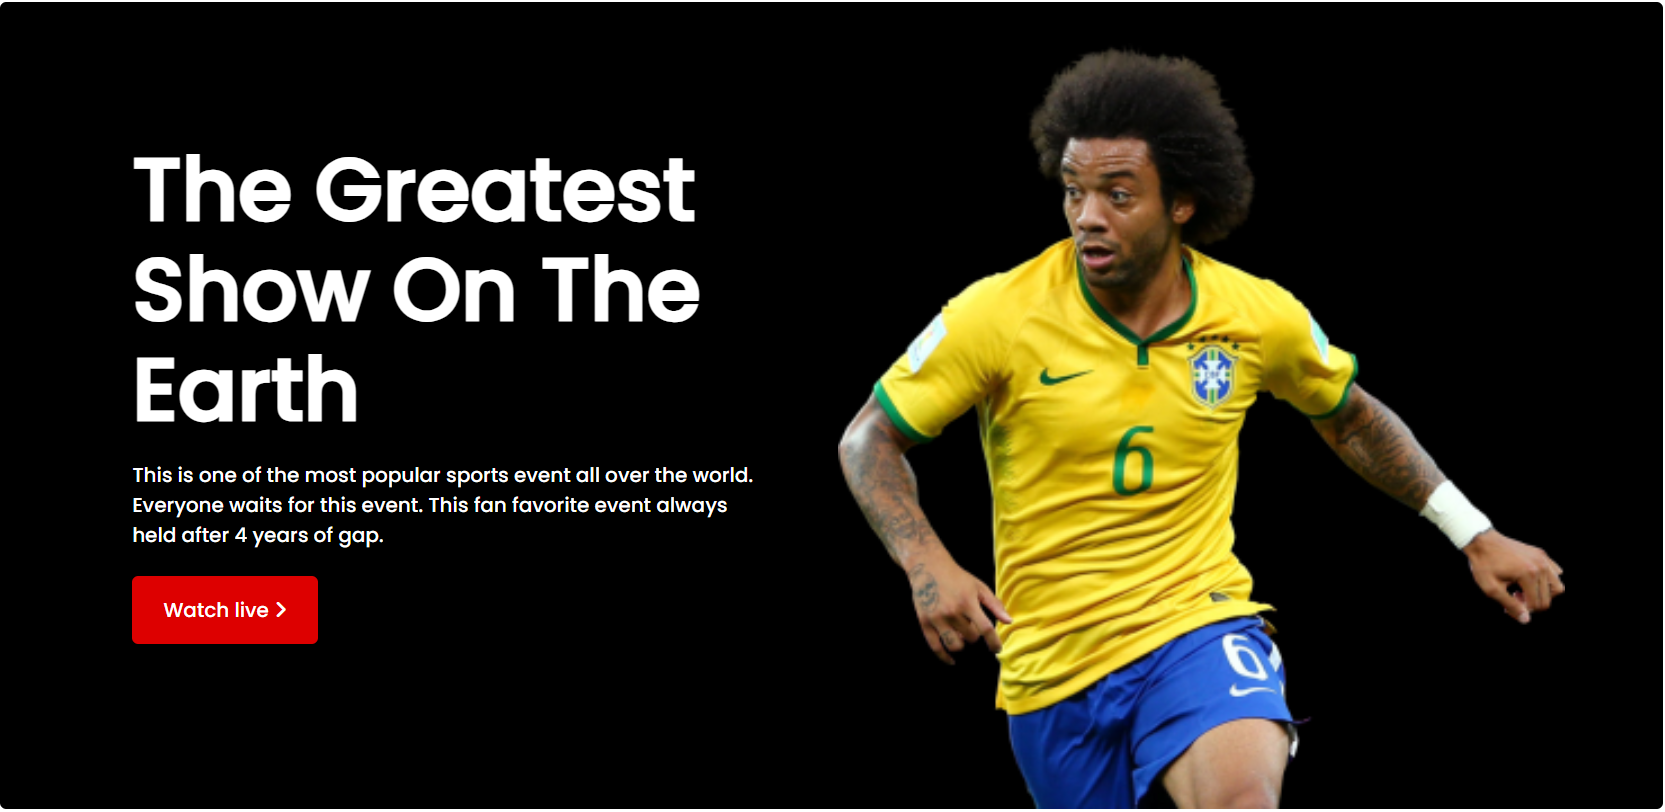 The Greatest
Show On The
Earth
This is one of the most popular sports event all over the world.
Everyone waits for this event. This fan favorite event always
held after 4 years of gap.
Watch live
6
6